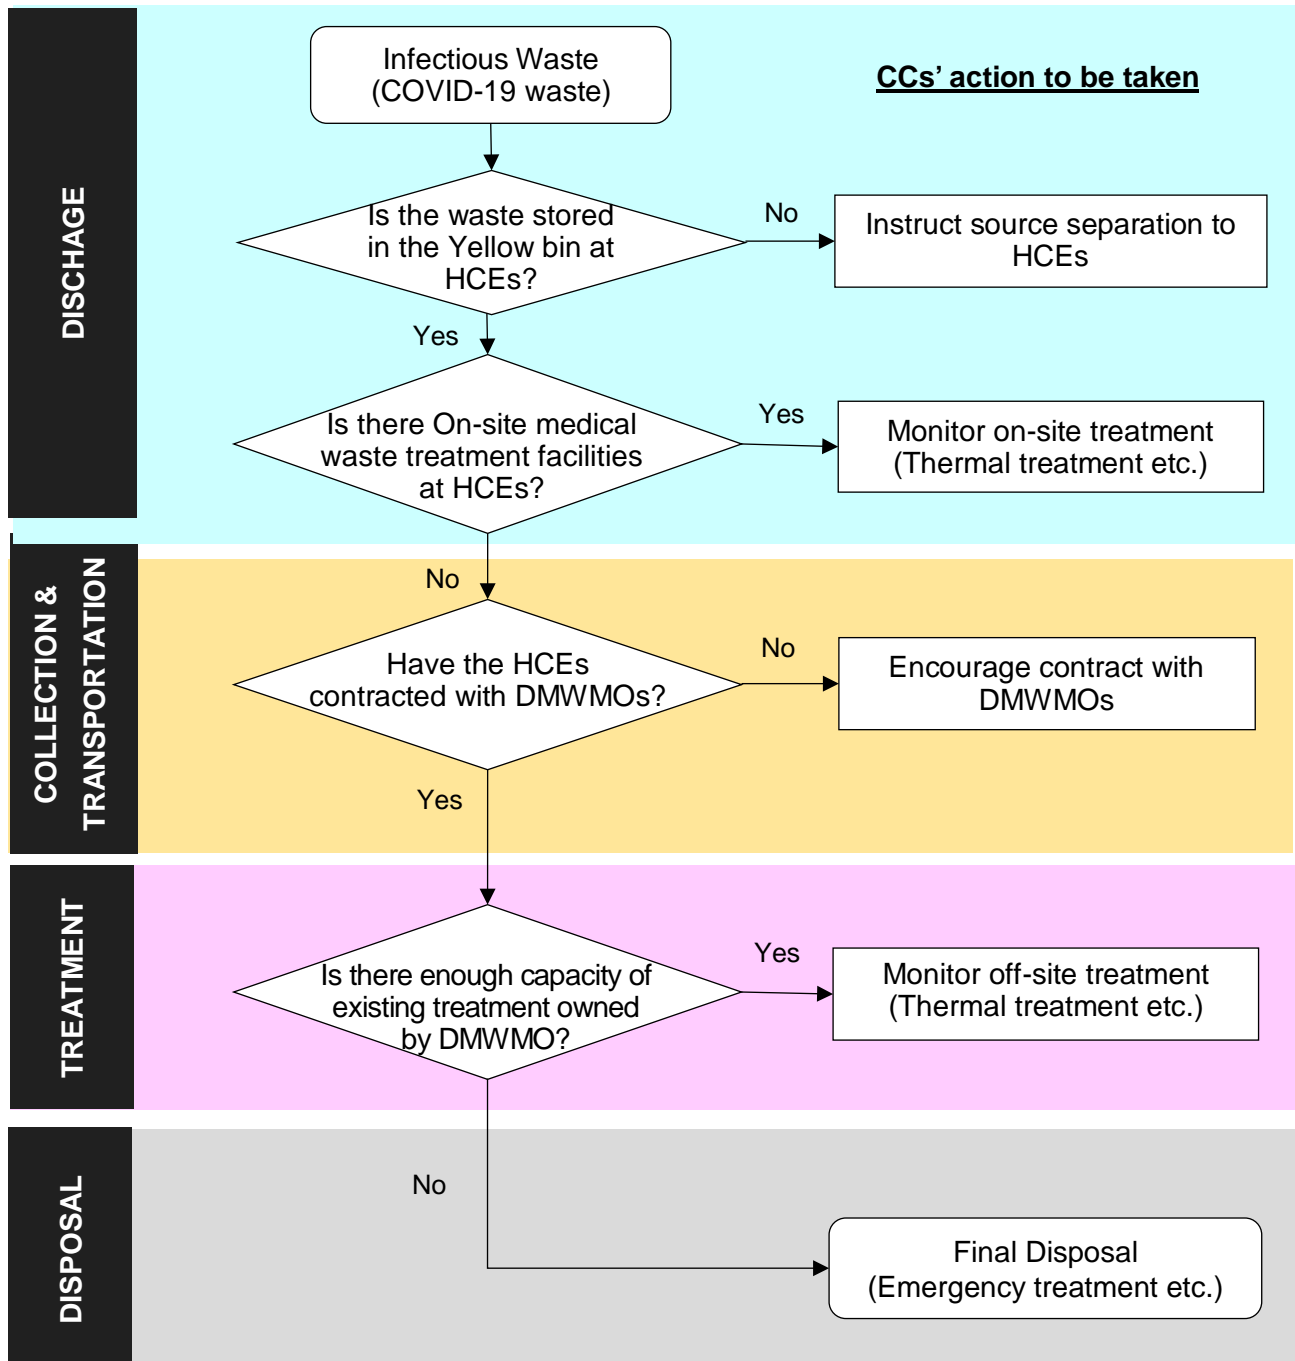 DISCHAGE
Infectious Waste
(COVID-19 waste)
CCs’ action to be taken
Is the waste stored
in the Yellow bin at
HCEs?
No
Instruct source separation to
HCEs
Yes
Is there On-site medical
waste treatment facilities
at HCEs?
Yes
Monitor on-site treatment
(Thermal treatment etc.)
COLLECTION &
TRANSPORTATION
No
Have the HCEs
contracted with DMWMOs?
No
Encourage contract with
DMWMOs
Yes
TREATMENT
Is there enough capacity of
existing treatment owned
by DMWMO?
Yes
Monitor off-site treatment
(Thermal treatment etc.)
DISPOSAL
No
Final Disposal
(Emergency treatment etc.)